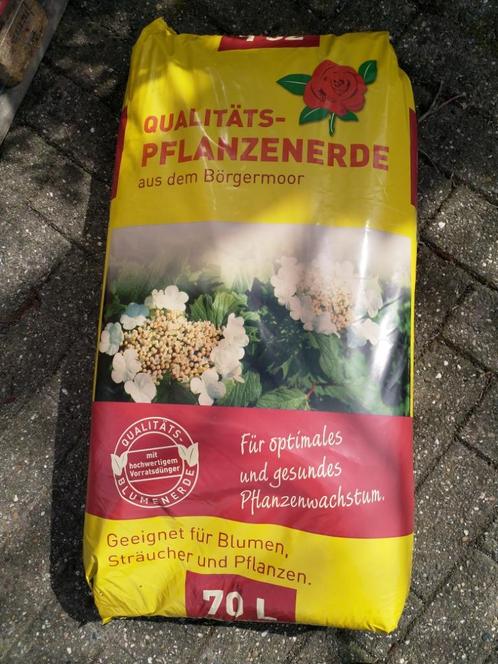 QUALITÄTS-
PFLANZENERDE
aus dem Börgermoor
QUALITÄTS-
mit
hochwertigem
Vorratsdünger
BLUMENERDE
Für optimales
und gesundes
Pflanzenwachstum.
Geeignet für Blumen,
Sträucher und Pflanzen.
70 L